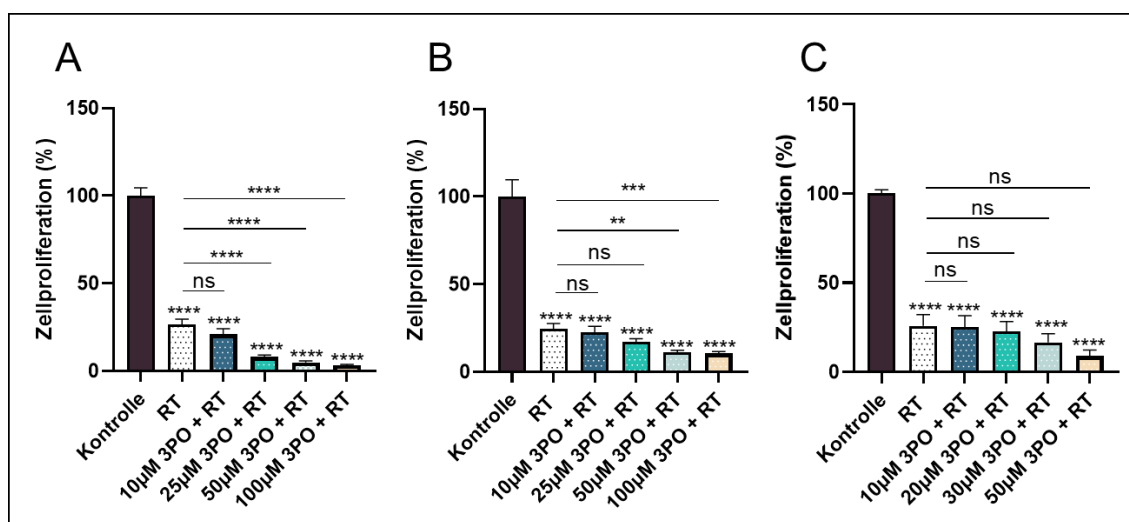 A
Zellproliferation (%)
150
100
50
0
****
****
****
ns
****
****
****
****
****
Kontrolle
RT
10µM 3PO + RT
25µM 3PO + RT
50µM 3PO + RT
100µM 3PO + RT
B
Zellproliferation (%)
150
100
50
0
***
**
ns
ns
****
****
****
****
****
Kontrolle
RT
10µM 3PO + RT
25µM 3PO + RT
50µM 3PO + RT
100µM 3PO + RT
C
Zellproliferation (%)
150
100
50
0
ns
ns
ns
ns
****
****
****
****
****
Kontrolle
RT
10µM 3PO + RT
20µM 3PO + RT
30µM 3PO + RT
50µM 3PO + RT